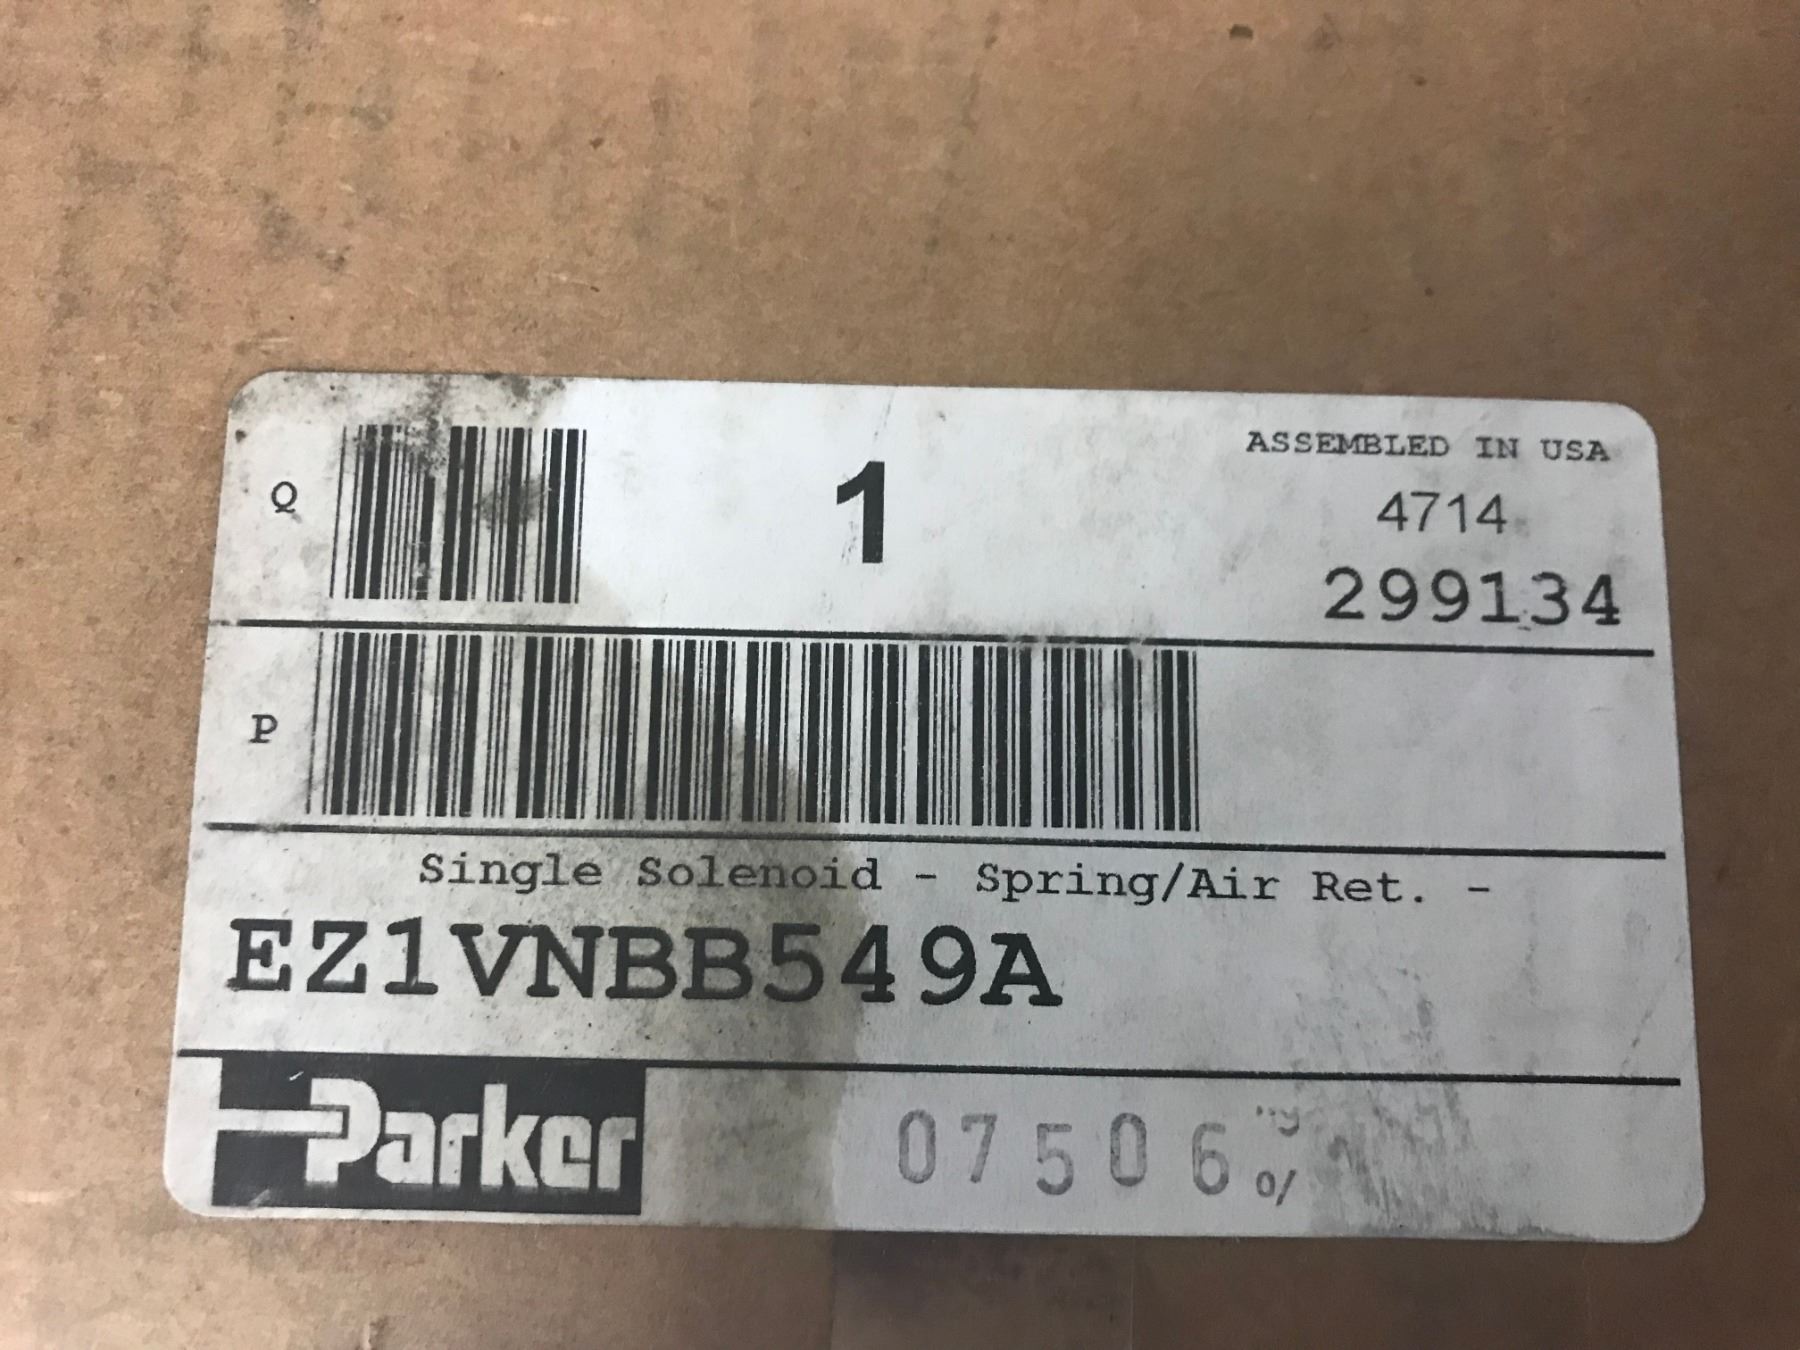 Q
1
ASSEMBLED IN USA
4714
299134
P
Single Solenoid - Spring/Air Ret. -
EZ1VNBB549A
Parker
07506